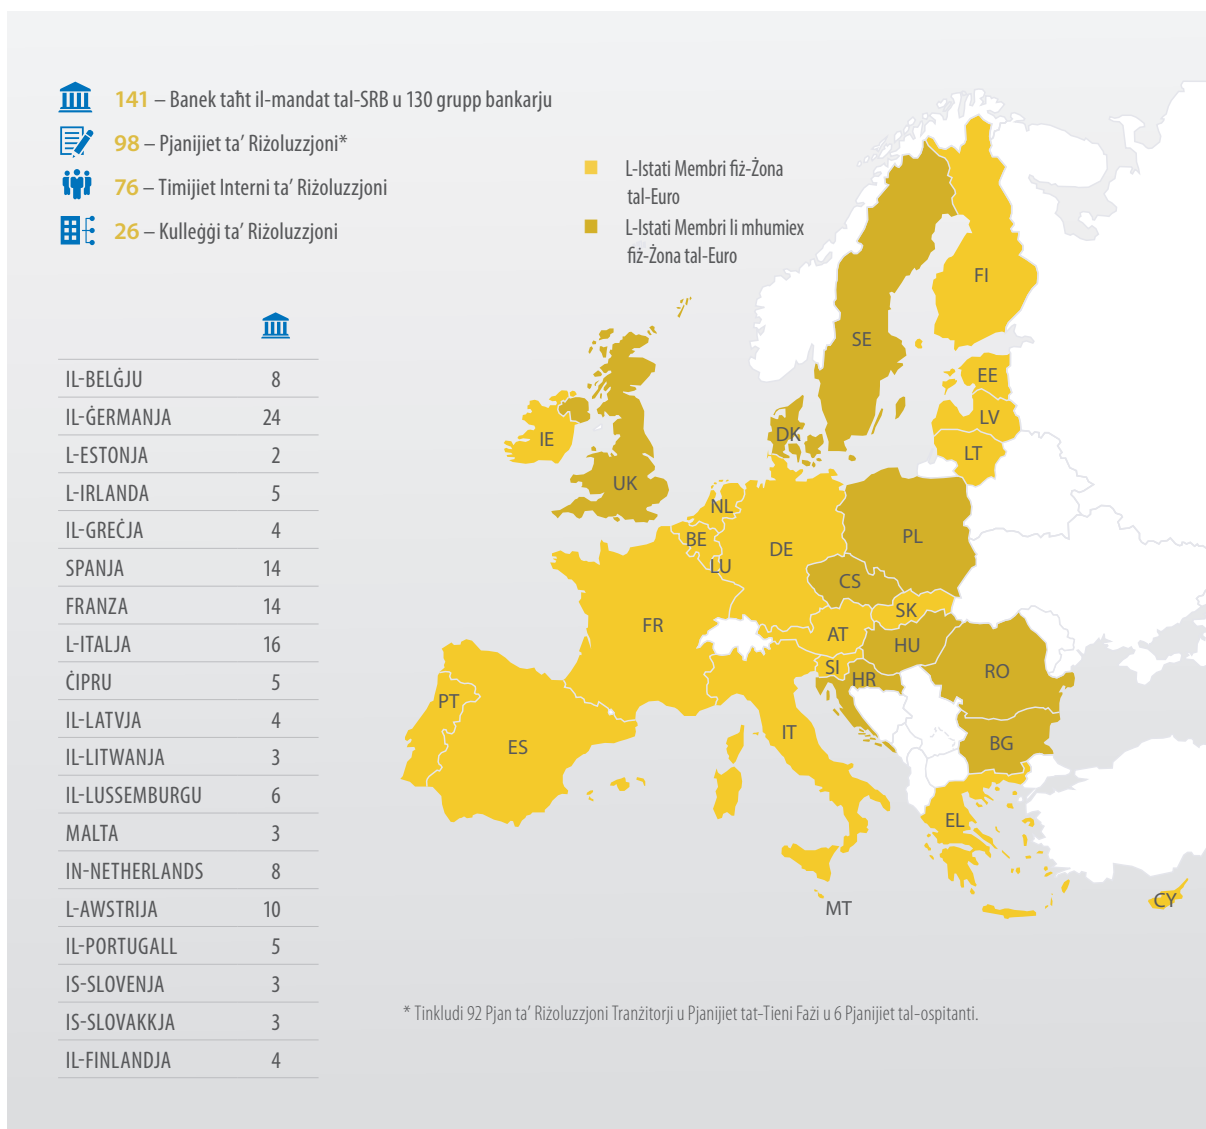 141 – Banek taħt il-mandat tal-SRB u 130 grupp bankarju
98 – Pjanijiet ta’ Riżoluzzjoni*
76 – Timijiet Interni ta’ Riżoluzzjoni
26 – Kulleġġi ta’ Riżoluzzjoni
L-Istati Membri fiż-Żona
tal-Euro
L-Istati Membri li mhumiex
fiż-Żona tal-Euro
IL-BELĠJU 8
IL-ĠERMANJA 24
L-ESTONJA 2
L-IRLANDA 5
IL-GREĊJA 4
SPANJA 14
FRANZA 14
L-ITALJA 16
ĊIPRU 5
IL-LATVJA 4
IL-LITWANJA 3
IL-LUSSEMBURGU 6
MALTA 3
IN-NETHERLANDS 8
L-AWSTRIJA 10
IL-PORTUGALL 5
IS-SLOVENJA 3
IS-SLOVAKKJA 3
IL-FINLANDJA 4
FI
SE
EE
LV
LT
DK
IE
UK
NL
BE
LU
DE
PL
CS
SK
FR
AT
HU
SI
HR
RO
PT
ES
IT
BG
EL
MT
CY
* Tinkludi 92 Pjan ta’ Riżoluzzjoni Tranżitorji u Pjanijiet tat-Tieni Fażi u 6 Pjanijiet tal-ospitanti.